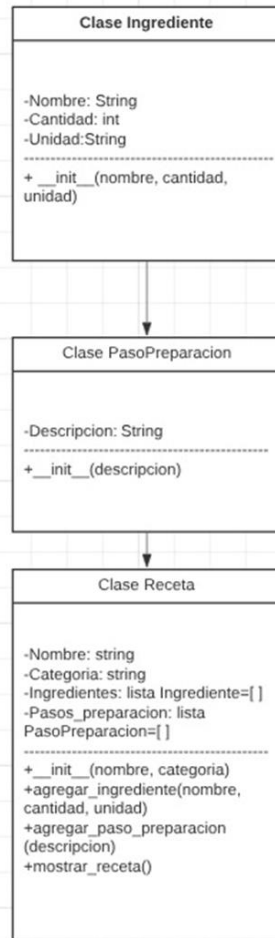 Clase Ingrediente
-Nombre: String
-Cantidad: int
-Unidad:String
+ __init__(nombre, cantidad,
unidad)
Clase PasoPreparacion
-Descripcion: String
+__init__(descripcion)
Clase Receta
-Nombre: string
-Categoria: string
-Ingredientes: lista Ingrediente=[ ]
-Pasos_preparacion: lista
PasoPreparacion=[ ]
+__init__(nombre, categoria)
+agregar_ingrediente(nombre,
cantidad, unidad)
+agregar_paso_preparacion
(descripcion)
+mostrar_receta()